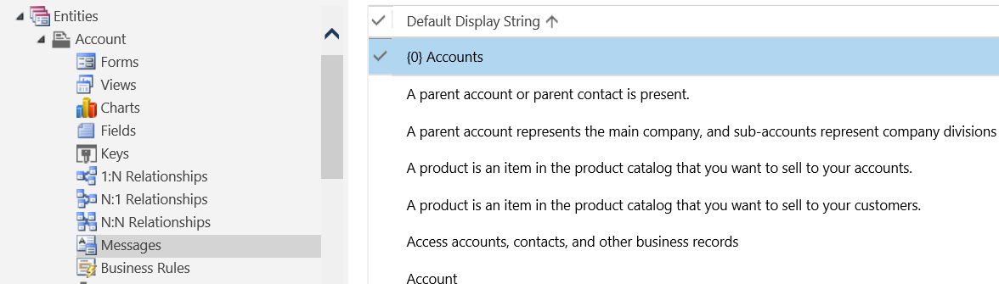 Entities
Account
Forms
Views
Charts
Fields
Keys
1:N Relationships
N:1 Relationships
N:N Relationships
Messages
Business Rules
Default Display String
{0} Accounts
A parent account or parent contact is present.
A parent account represents the main company, and sub-accounts represent company divisions
A product is an item in the product catalog that you want to sell to your accounts.
A product is an item in the product catalog that you want to sell to your customers.
Access accounts, contacts, and other business records
Account